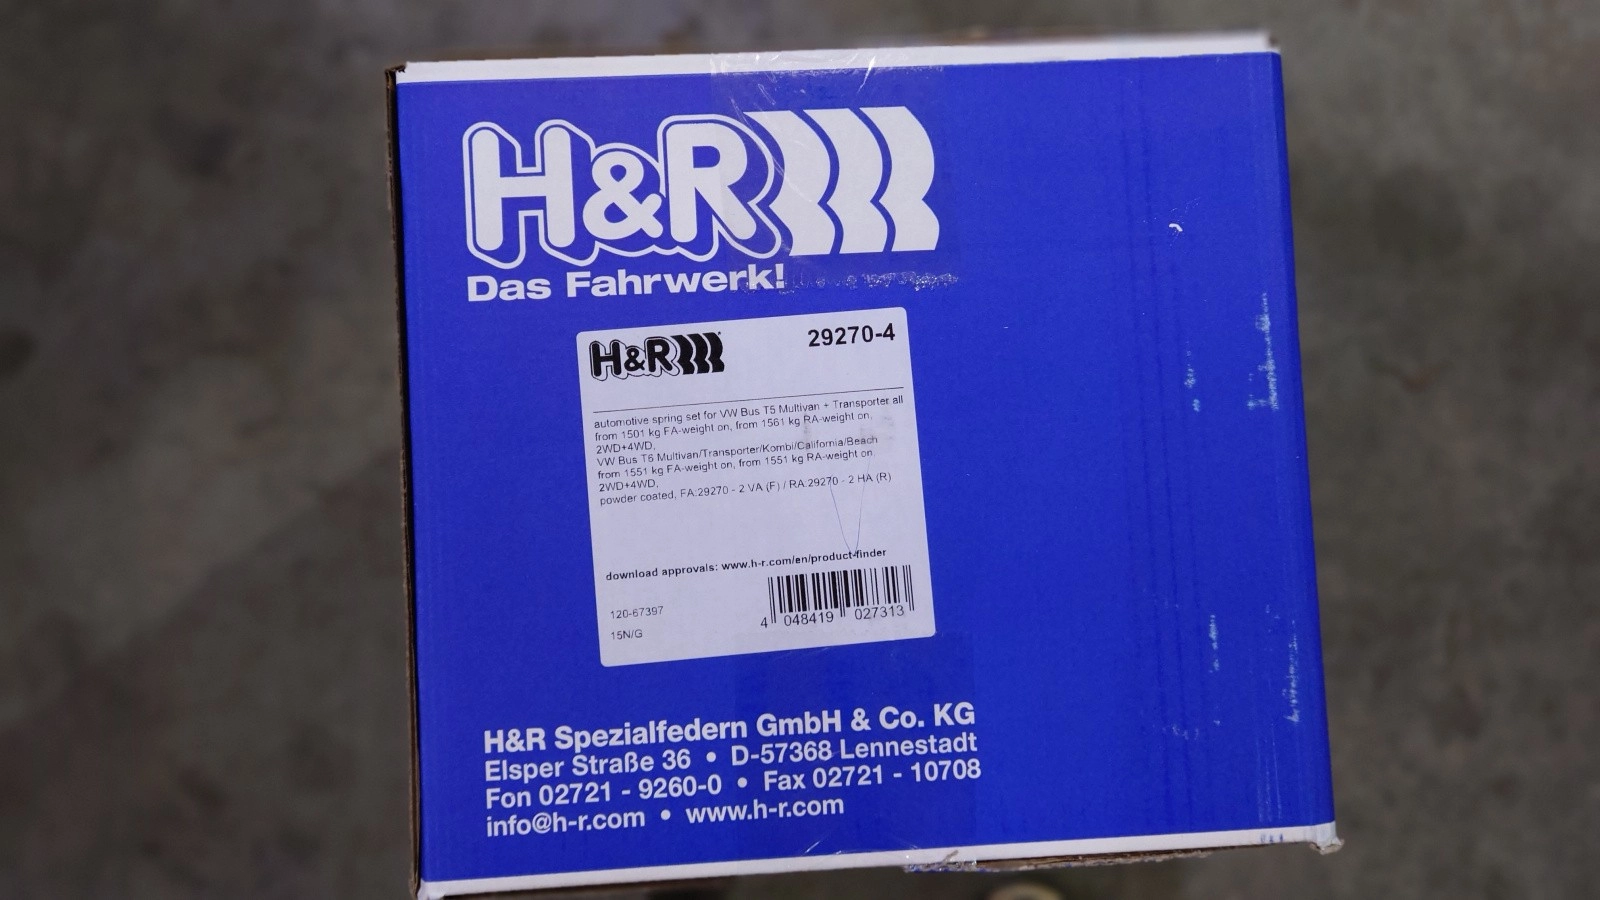 H&R
Das Fahrwerk!
H&R
29270-4
automotive spring set for VW Bus T5 Multivan + Transporter all
from 1501 kg FA-weight on, from 1561 kg RA-weight on,
2WD+4WD,
VW Bus T6 Multivan/Transporter/Kombi/California/Beach
from 1551 kg FA-weight on, from 1551 kg RA-weight on
2WD+4WD,
powder coated, FA:29270 - 2 VA (F) / RA:29270 - 2 HA (R)
download approvals: www.h-r.com/en/product-finder
120-67397
15N/G
4 048419 027313
H&R Spezialfedern GmbH & Co. KG
Elsper Straße 36 • D-57368 Lennestadt
Fon 02721 - 9260-0 • Fax 02721 - 10708
info@h-r.com • www.h-r.com